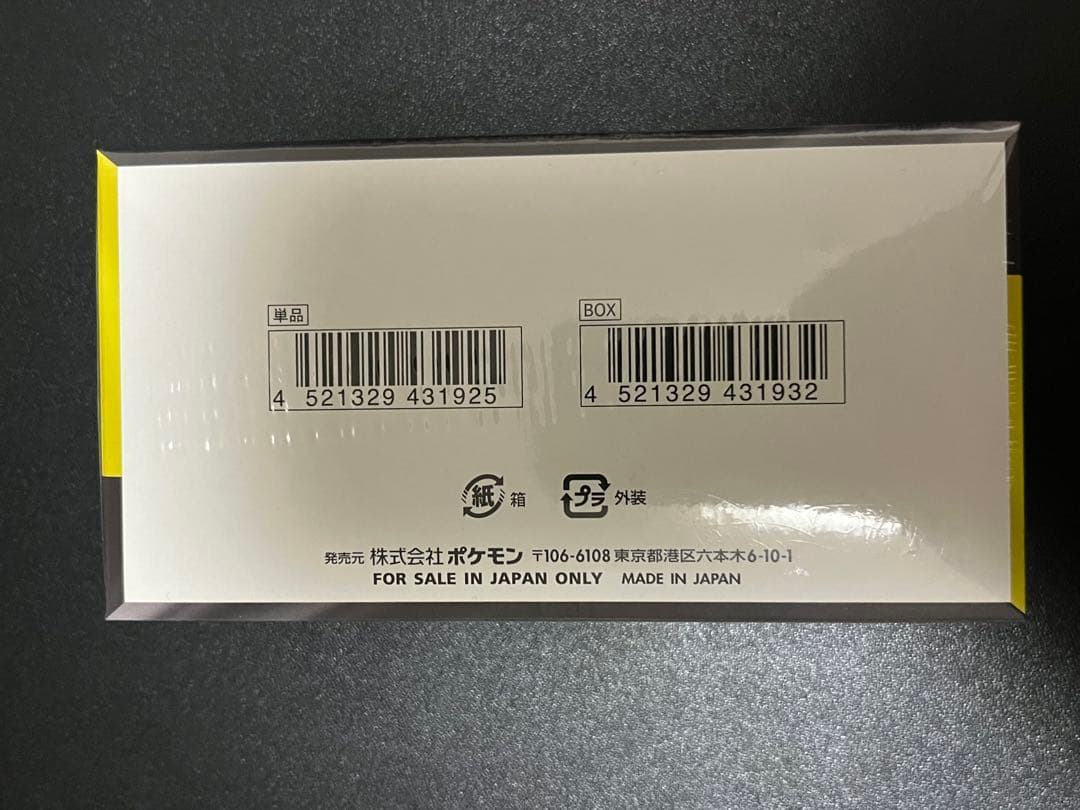 単品
4 521329 431925
BOX
4 521329 431932
紙 箱
プラ 外装
発売元 株式会社 ポケモン 〒106-6108 東京都港区六本木6-10-1
FOR SALE IN JAPAN ONLY MADE IN JAPAN